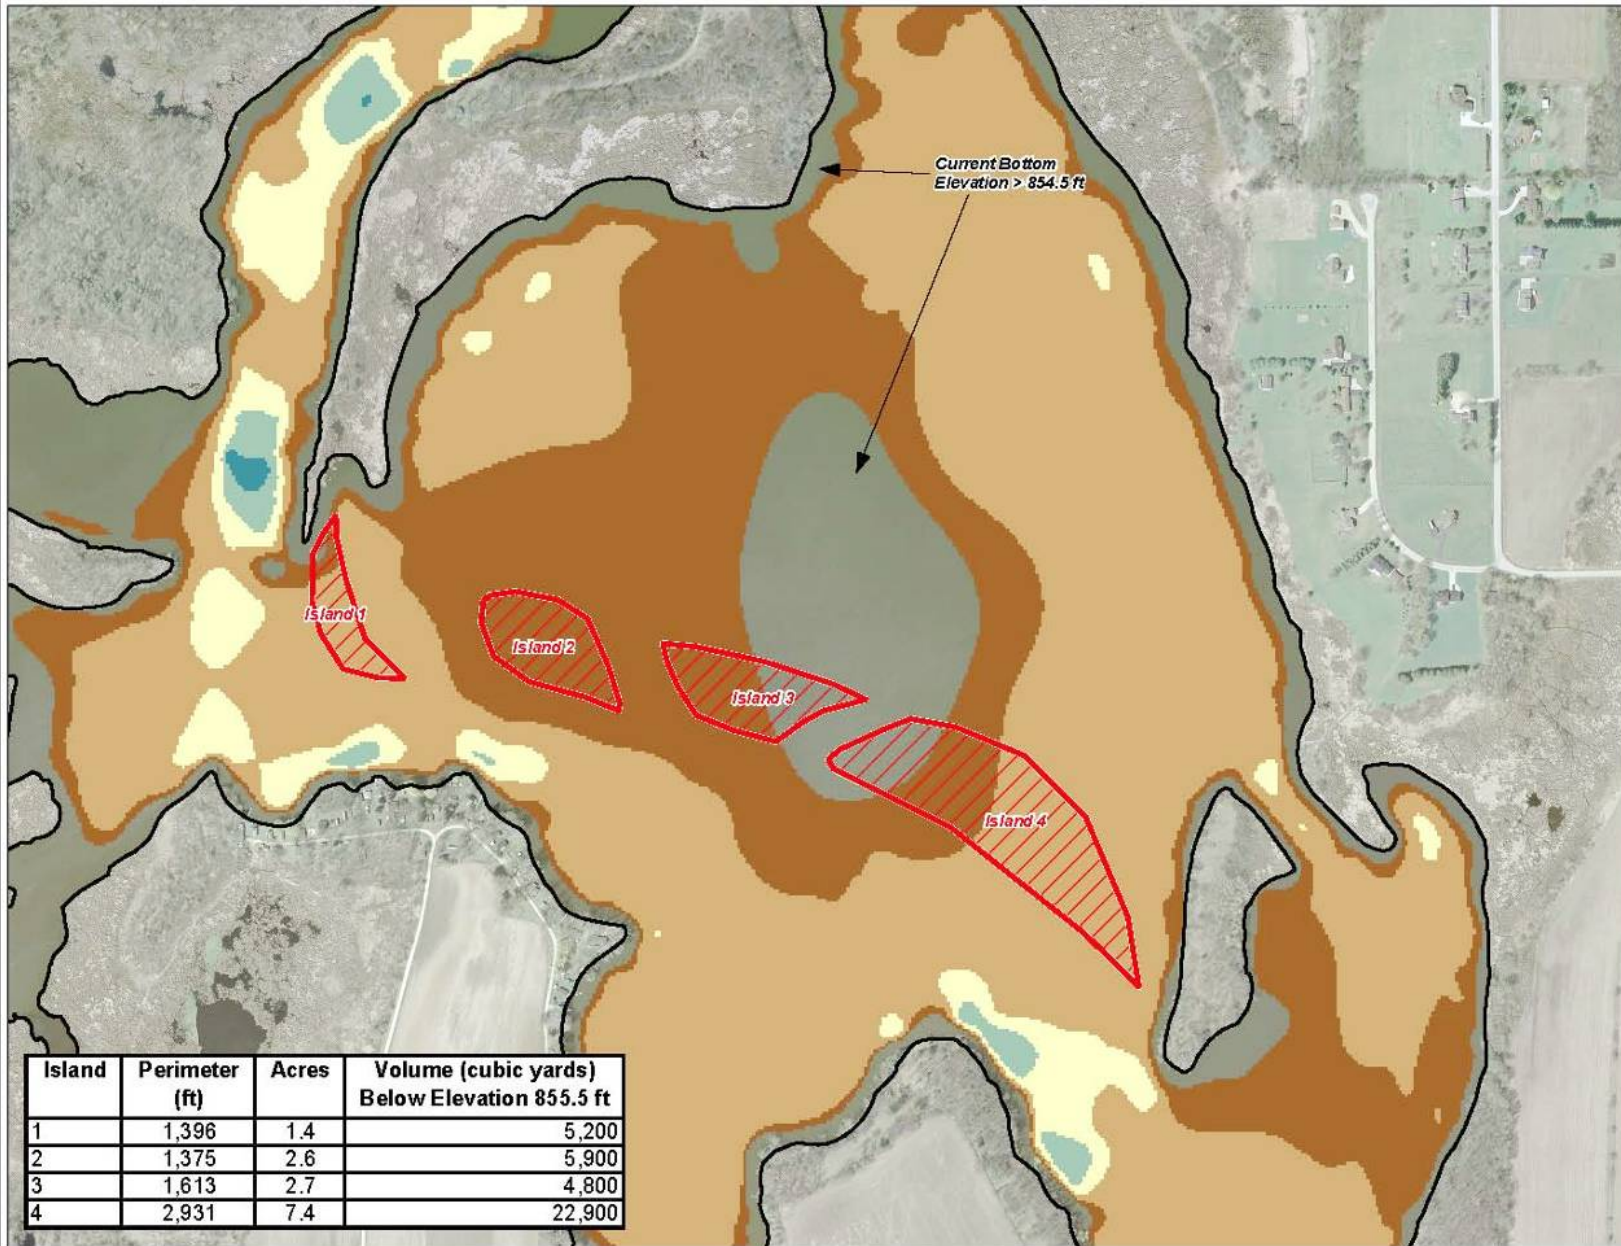 Current Bottom
Elevation > 854.5 ft
Island 1
Island 2
Island 3
Island 4
Island Perimeter Acres Volume (cubic yards)
(ft) Below Elevation 855.5 ft
1 1,396 1.4 5,200
2 1,375 2.6 5,900
3 1,613 2.7 4,800
4 2,931 7.4 22,900